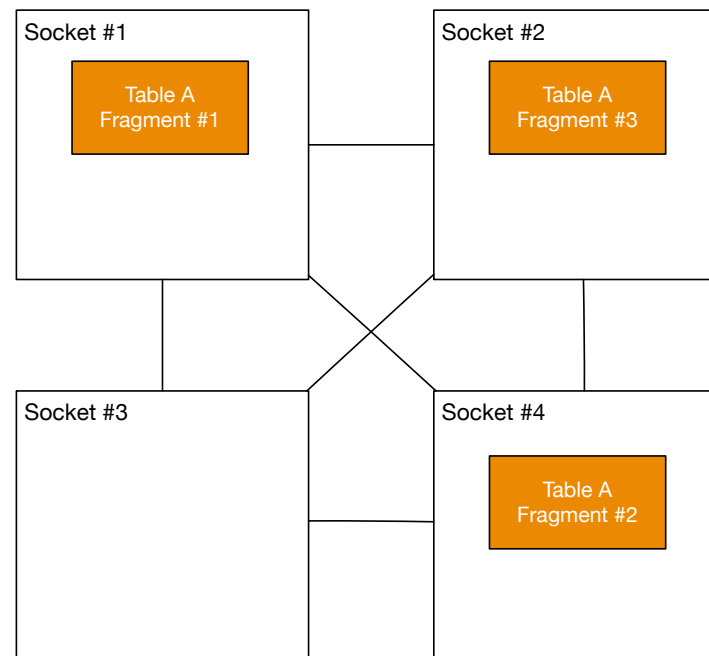 Socket #1
Table A
Fragment #1
Socket #2
Table A
Fragment #3
Socket #3
Socket #4
Table A
Fragment #2